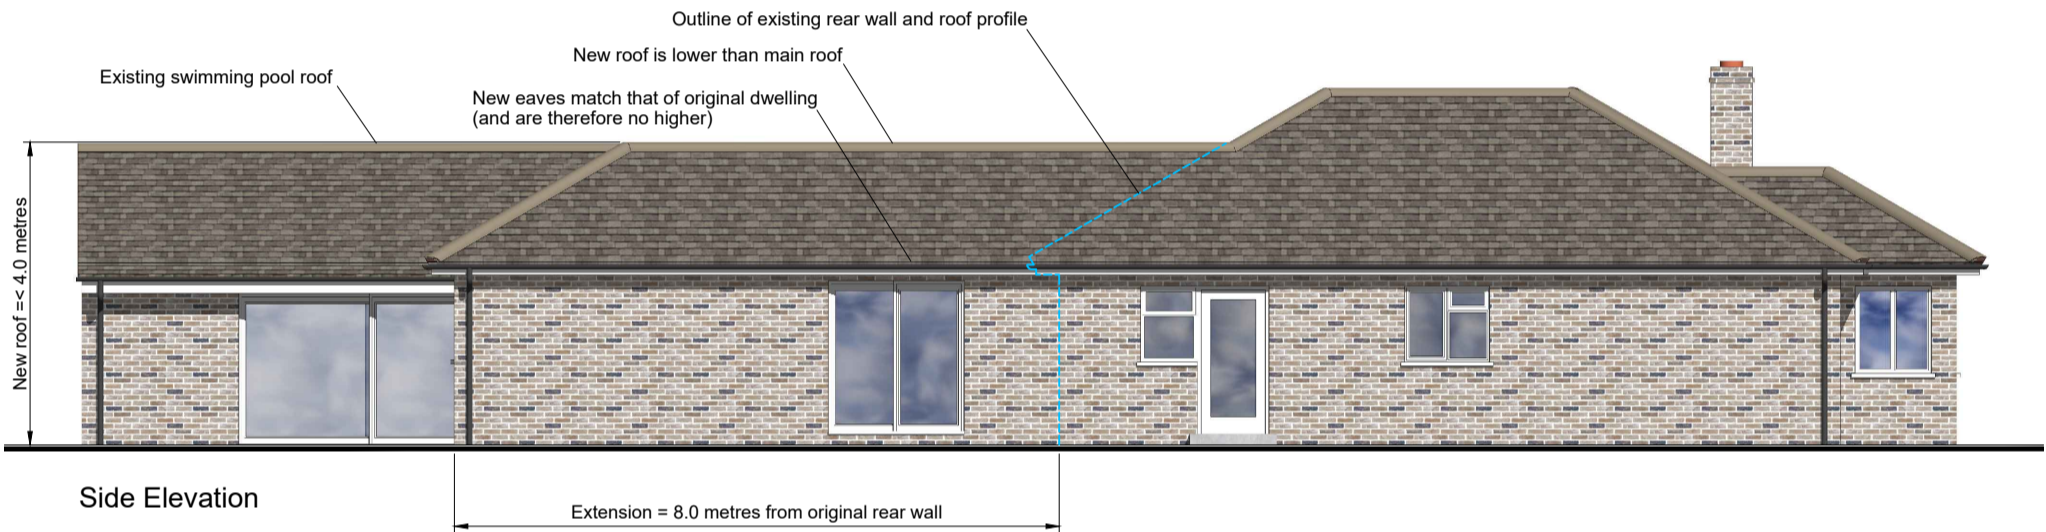 Outline of existing rear wall and roof profile
New roof is lower than main roof
Existing swimming pool roof
New eaves match that of original dwelling
(and are therefore no higher)
New roof =< 4.0 metres
Side Elevation
Extension = 8.0 metres from original rear wall